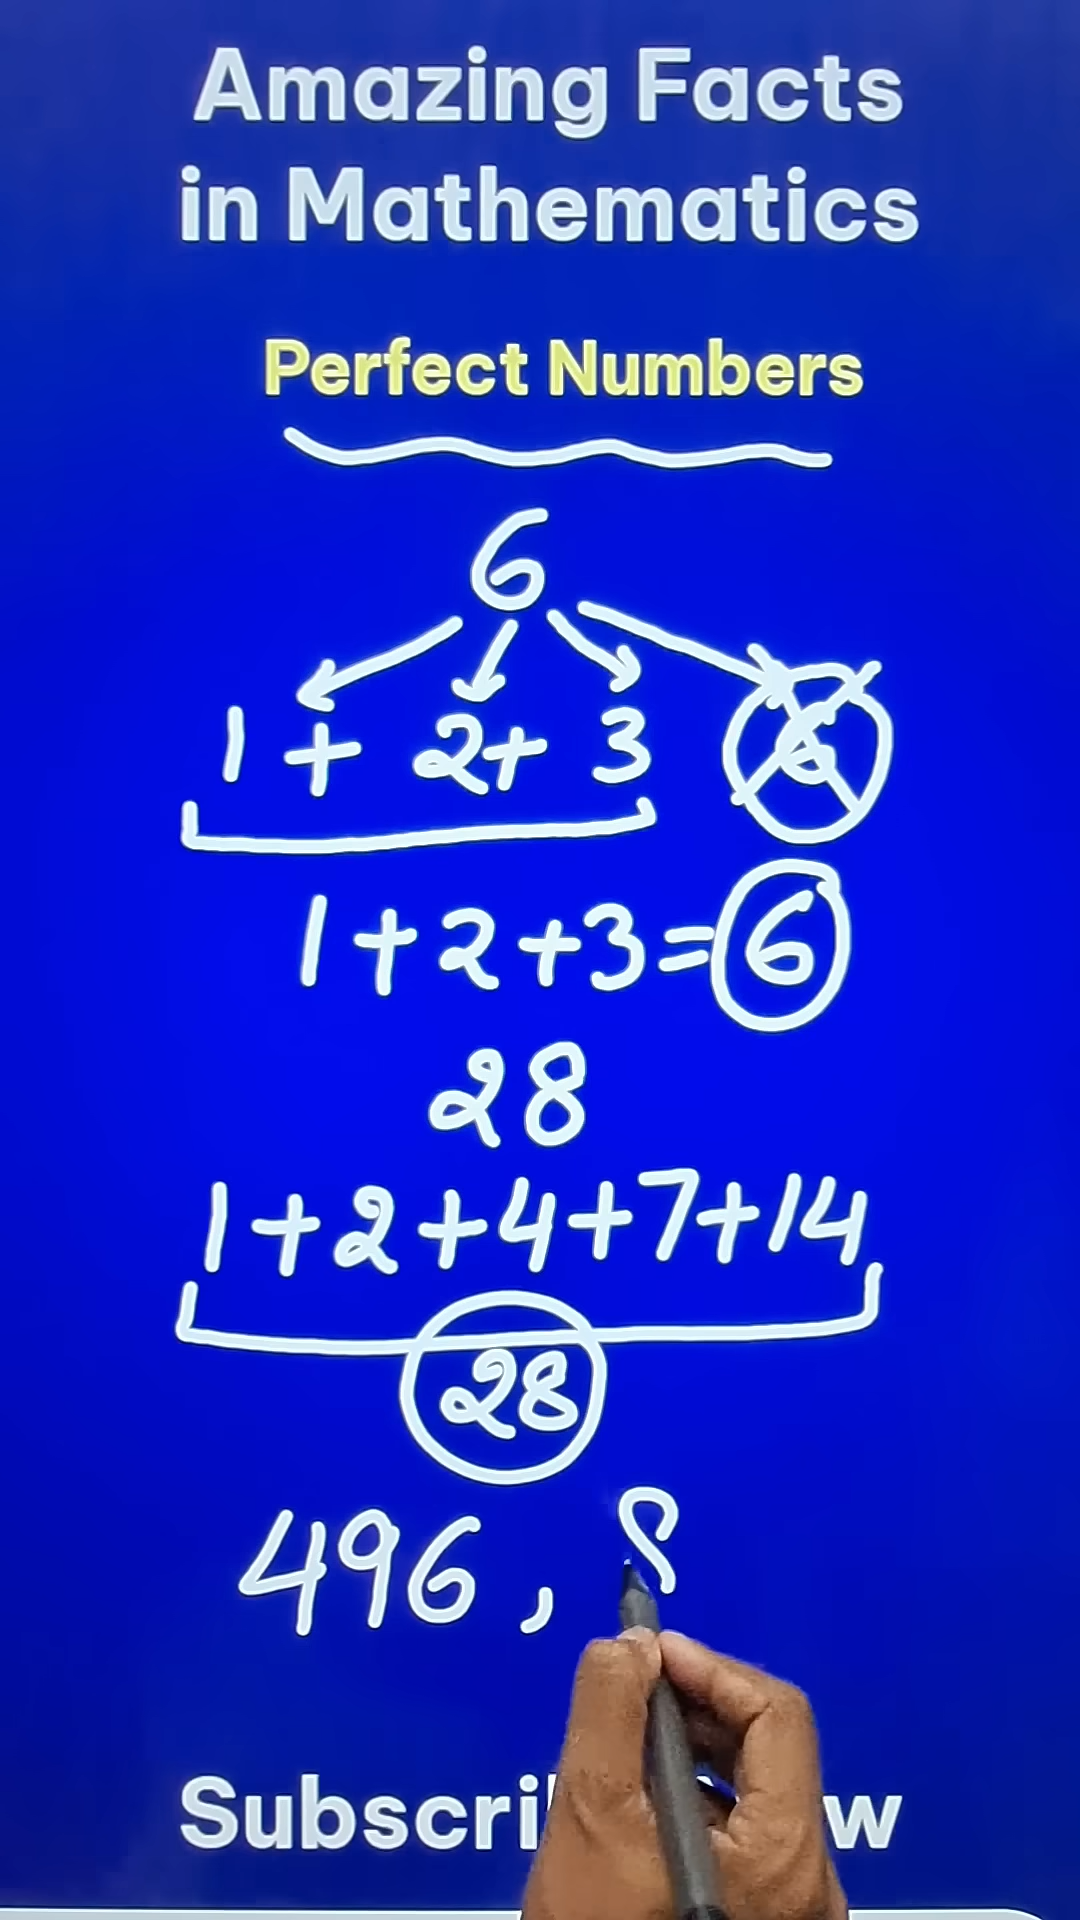 Amazing Facts
in Mathematics
Perfect Numbers
6
1 + 2 + 3 6
1 + 2 + 3 = 6
28
1 + 2 + 4 + 7 + 14
28
496 ,